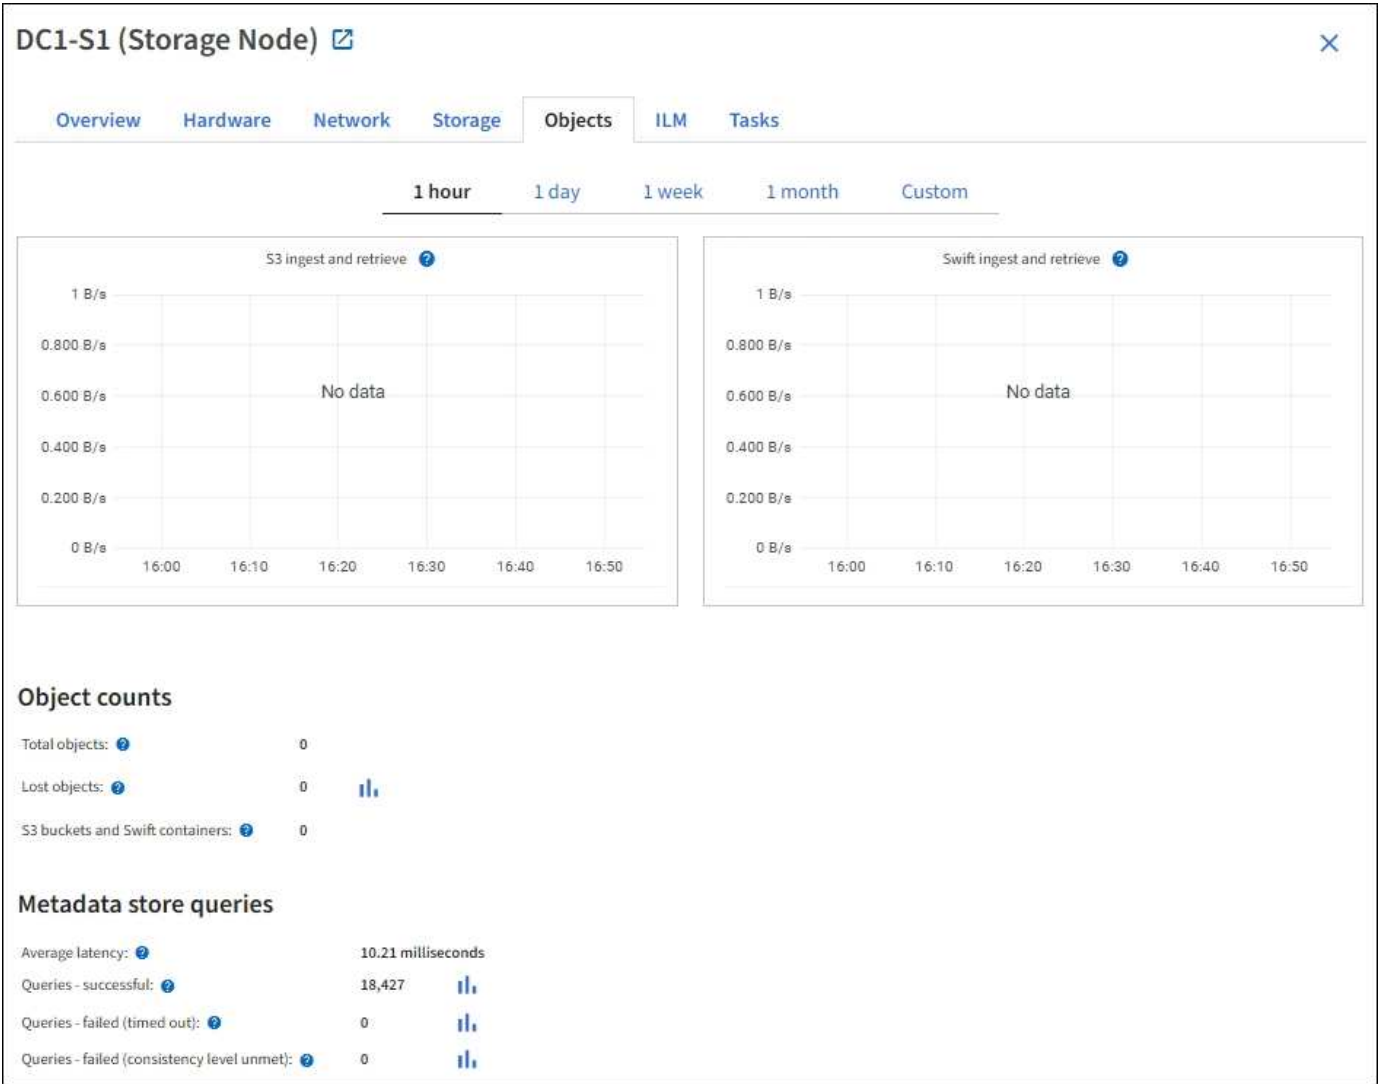 DC1-S1 (Storage Node)
Overview Hardware Network Storage Objects ILM Tasks
1 hour 1 day 1 week 1 month Custom
S3 ingest and retrieve
1 B/s
0.800 B/s
0.600 B/s
0.400 B/s
0.200 B/s
0 B/s
No data
16:00 16:10 16:20 16:30 16:40 16:50
Swift ingest and retrieve
1 B/s
0.800 B/s
0.600 B/s
0.400 B/s
0.200 B/s
0 B/s
No data
16:00 16:10 16:20 16:30 16:40 16:50
Object counts
Total objects: 0
Lost objects: 0
S3 buckets and Swift containers: 0
Metadata store queries
Average latency: 10.21 milliseconds
Queries - successful: 18,427
Queries - failed (timed out): 0
Queries - failed (consistency level unmet): 0